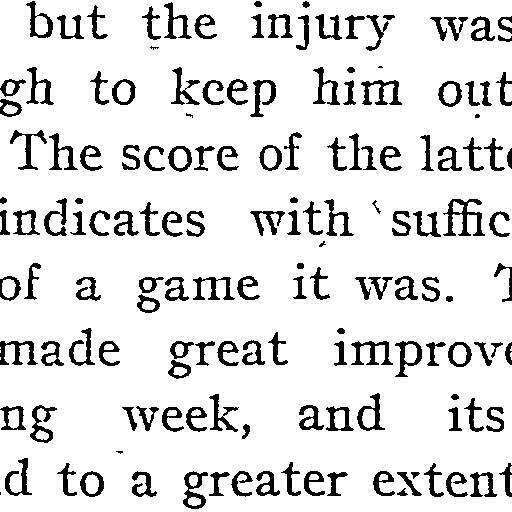 but the injury was
gh to keep him out
The score of the latte
indicates with suffic
of a game it was. T
made great improve
ng week, and its
d to a greater extent